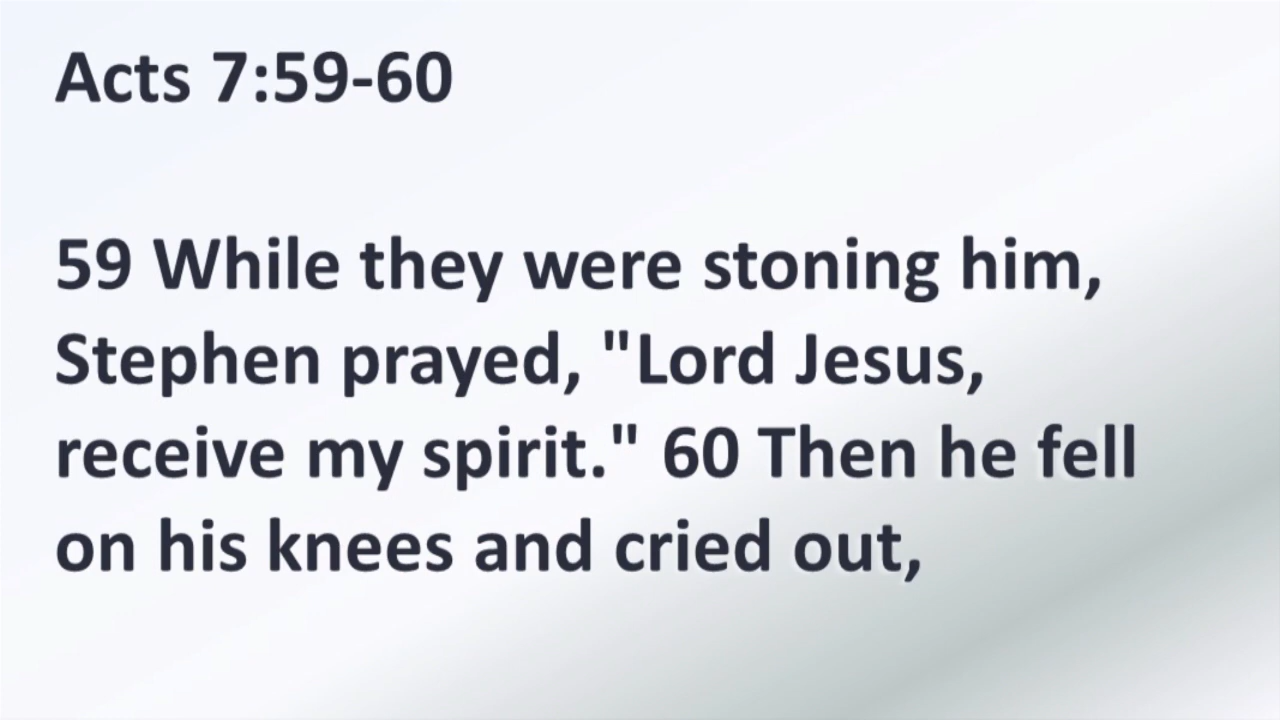 Acts 7:59-60
59 While they were stoning him,
Stephen prayed, "Lord Jesus,
receive my spirit." 60 Then he fell
on his knees and cried out,